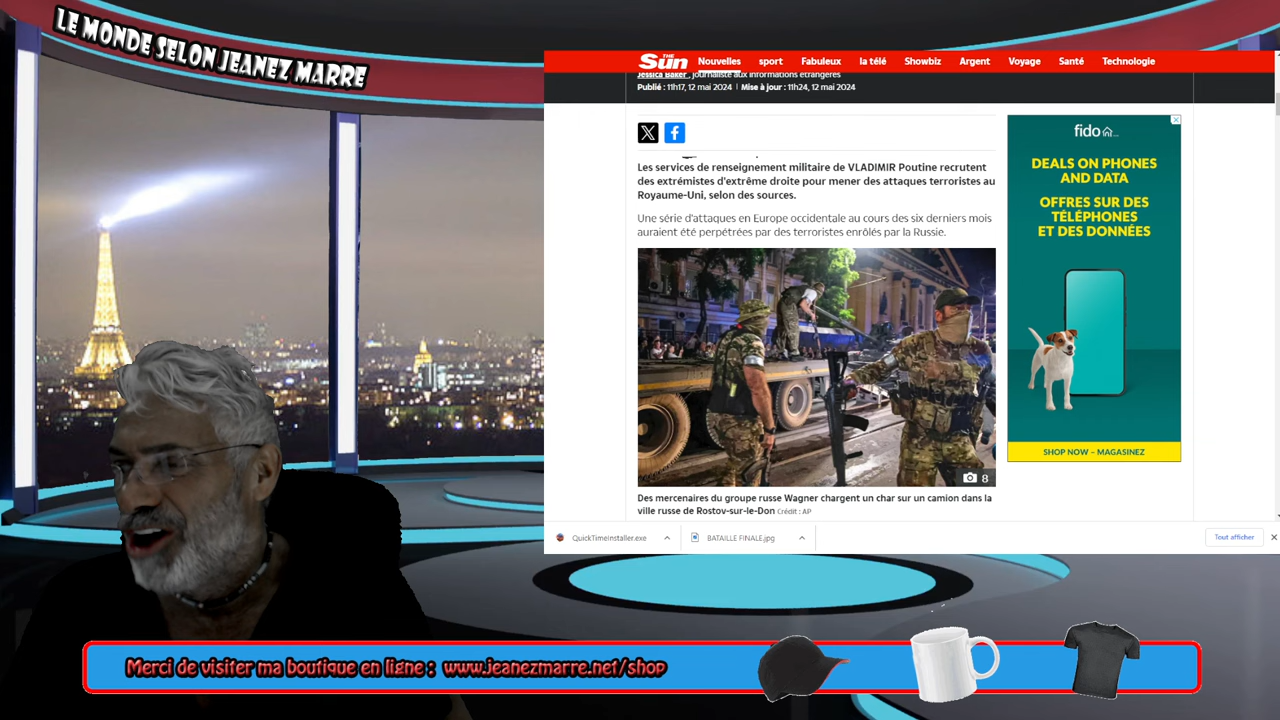 LE MONDE SELON JEANEZ MARRE
THE
Sun
Nouvelles
sport
Fabuleux
la télé
Showbiz
Argent
Voyage
Santé
Technologie
Jessica Baker , journaliste aux informations étrangères
Publié : 11h17, 12 mai 2024 | Mise à jour : 11h24, 12 mai 2024
Les services de renseignement militaire de VLADIMIR Poutine recrutent
des extrémistes d'extrême droite pour mener des attaques terroristes au
Royaume-Uni, selon des sources.
Une série d'attaques en Europe occidentale au cours des six derniers mois
auraient été perpétrées par des terroristes enrôlés par la Russie.
8
Des mercenaires du groupe russe Wagner chargent un char sur un camion dans la
ville russe de Rostov-sur-le-Don Crédit : AP
fido
DEALS ON PHONES
AND DATA
OFFRES SUR DES
TÉLÉPHONES
ET DES DONNÉES
SHOP NOW – MAGASINEZ
QuickTimeInstaller.exe
BATAILLE FINALE.jpg
Tout afficher
Merci de visiter ma boutique en ligne : www.jeanezmarre.net/shop